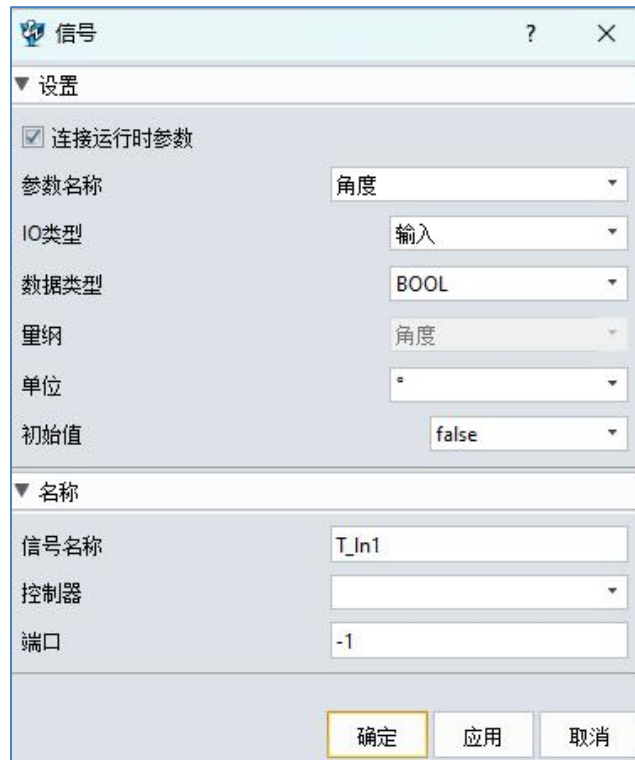 信号
设置
连接运行时参数
参数名称 角度
IO类型 输入
数据类型 BOOL
量纲 角度
单位 °
初始值 false
名称
信号名称 T_In1
控制器
端口 -1
确定 应用 取消